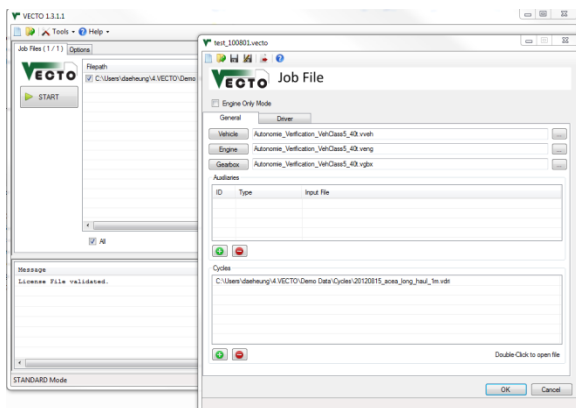 VECTO 1.3.1.1
Tools Help
Job Files ( 1 / 1 ) Options
VECTO
START
Filepath
C:\Users\daeheung\4.VECTO\Demo
All
Message
License File validated.
STANDARD Mode
test_100801.vecto
VECTO Job File
Engine Only Mode
General Driver
Vehicle Autonomie_Verification_VehClass5_40t.vveh ...
Engine Autonomie_Verification_VehClass5_40t.veng ...
Gearbox Autonomie_Verification_VehClass5_40t.vgbx ...
Auxiliaries
ID Type Input File
Cycles
C:\Users\daeheung\4.VECTO\Demo Data\Cycles\20120815_acea_long_haul_1m.vdri
Double-Click to open file
OK Cancel